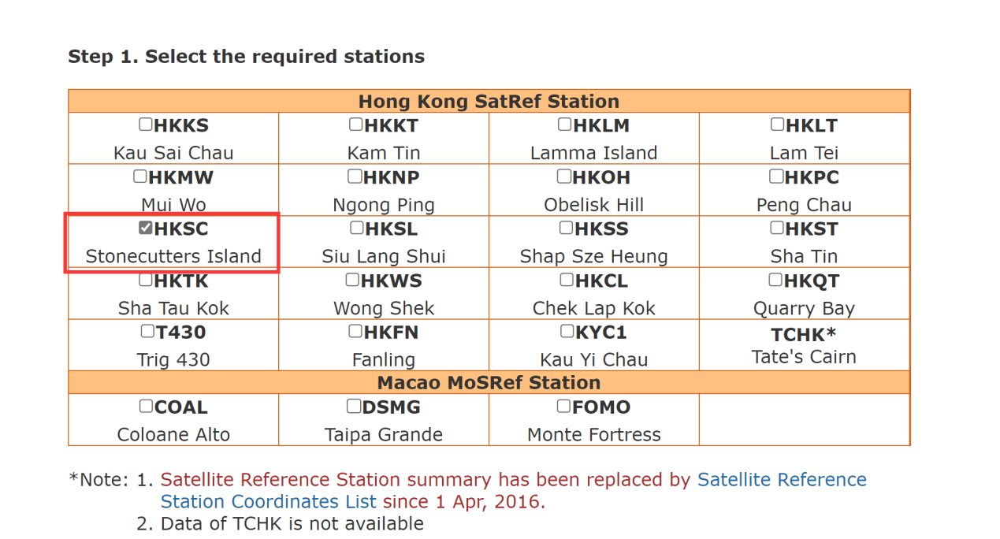 Step 1. Select the required stations
Hong Kong SatRef Station
HKKS HKKT HKLM HKLT
Kau Sai Chau Kam Tin Lamma Island Lam Tei
HKMW HKNP HKOH HKPC
Mui Wo Ngong Ping Obelisk Hill Peng Chau
HKSC HKSL HKSS HKST
Stonecutters Island Siu Lang Shui Shap Sze Heung Sha Tin
HKTK HKWS HKCL HKQT
Sha Tau Kok Wong Shek Chek Lap Kok Quarry Bay
T430 HKFN KYC1 TCHK*
Trig 430 Fanling Kau Yi Chau Tate's Cairn
Macao MoSRef Station
COAL DSMG FOMO
Coloane Alto Taipa Grande Monte Fortress
*Note: 1. Satellite Reference Station summary has been replaced by Satellite Reference
Station Coordinates List since 1 Apr, 2016.
2. Data of TCHK is not available